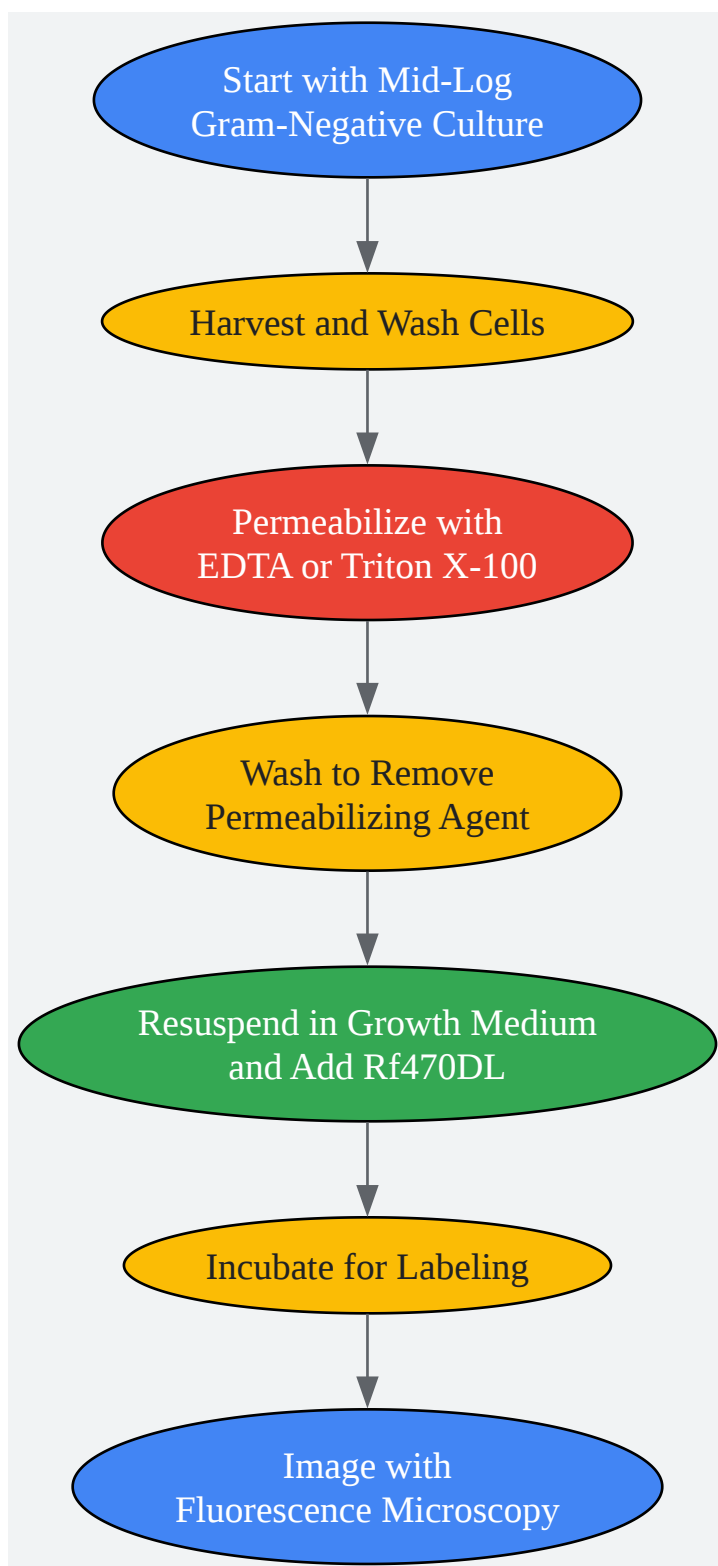 Start with Mid-Log
Gram-Negative Culture
Harvest and Wash Cells
Permeabilize with
EDTA or Triton X-100
Wash to Remove
Permeabilizing Agent
Resuspend in Growth Medium
and Add Rf470DL
Incubate for Labeling
Image with
Fluorescence Microscopy